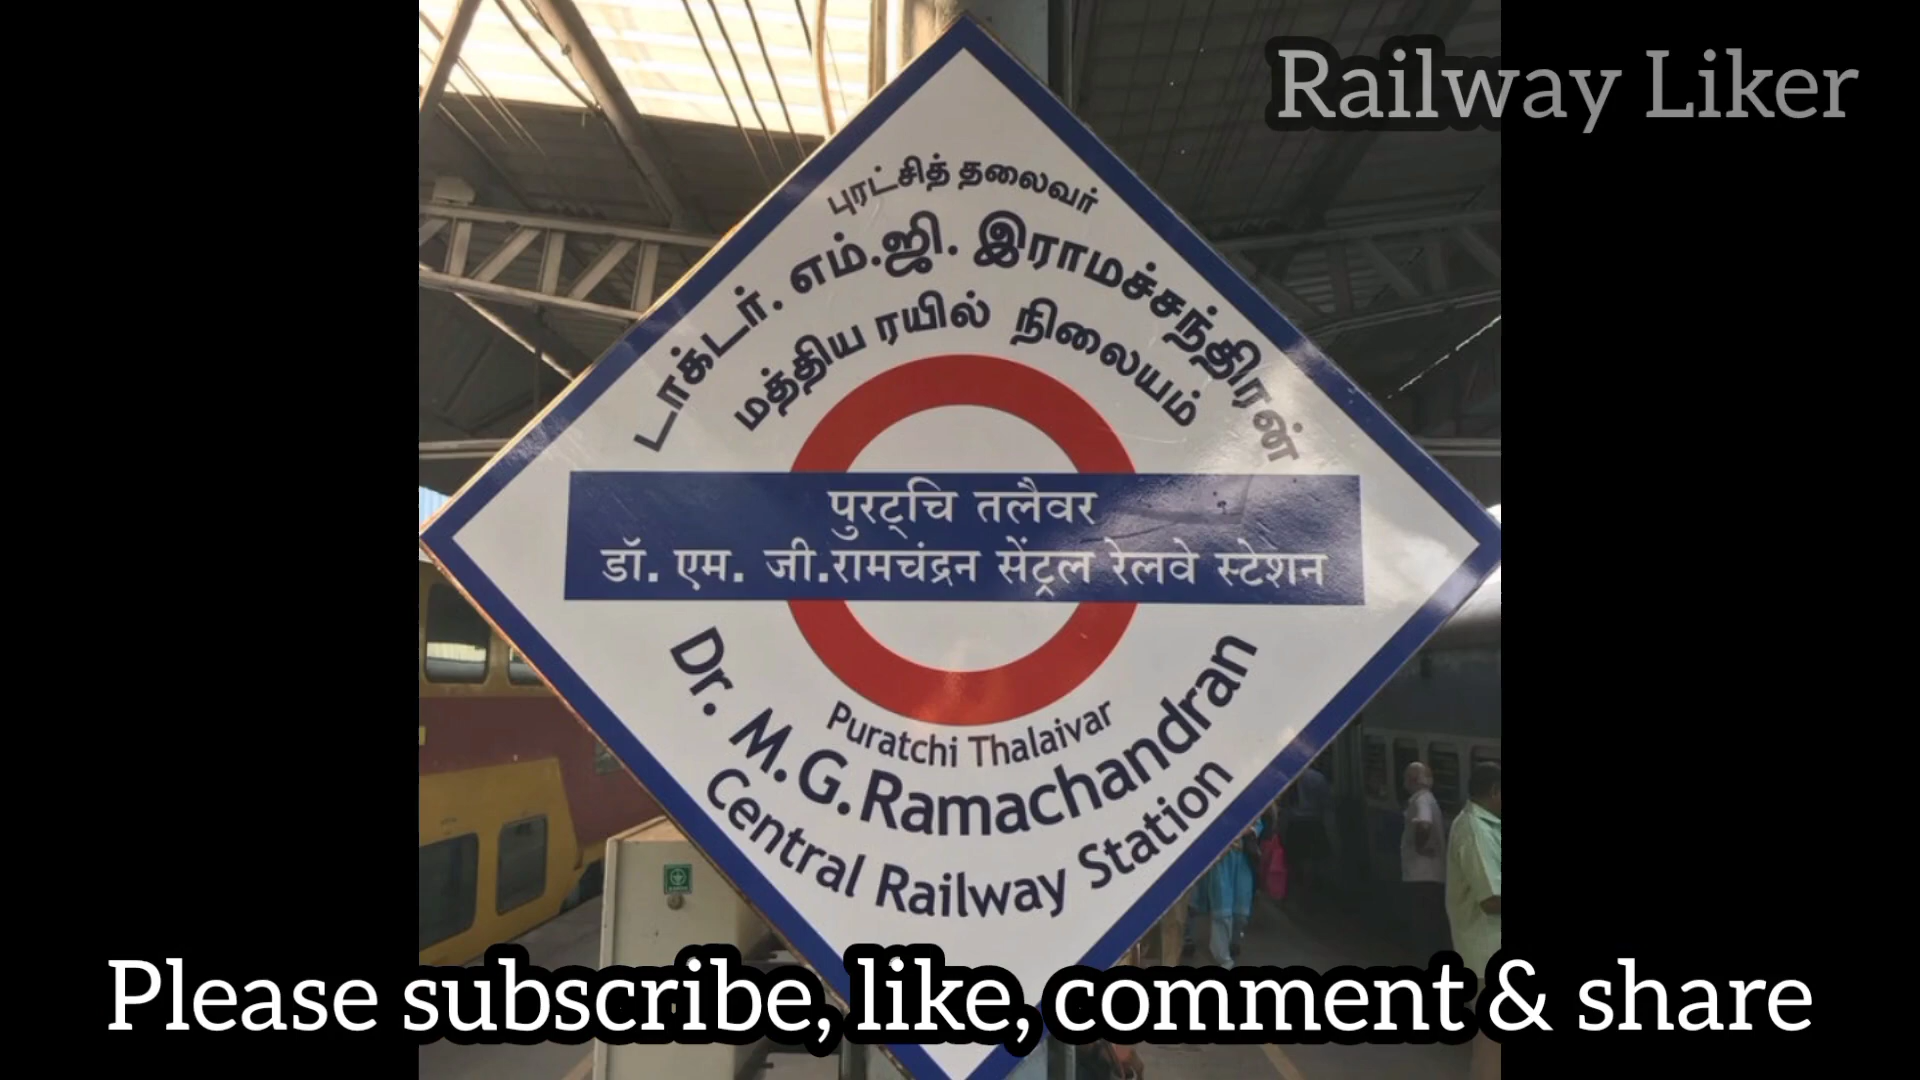 Railway Liker
புரட்சித் தலைவர்
டாக்டர். எம்.ஜி. இராமச்சந்திரன்
மத்திய ரயில் நிலையம்
पुरट्चि तलैवर
डॉ. एम. जी.रामचंद्रन सेंट्रल रेलवे स्टेशन
Puratchi Thalaivar
Dr. M.G.Ramachandran
Central Railway Station
Please subscribe, like, comment & share